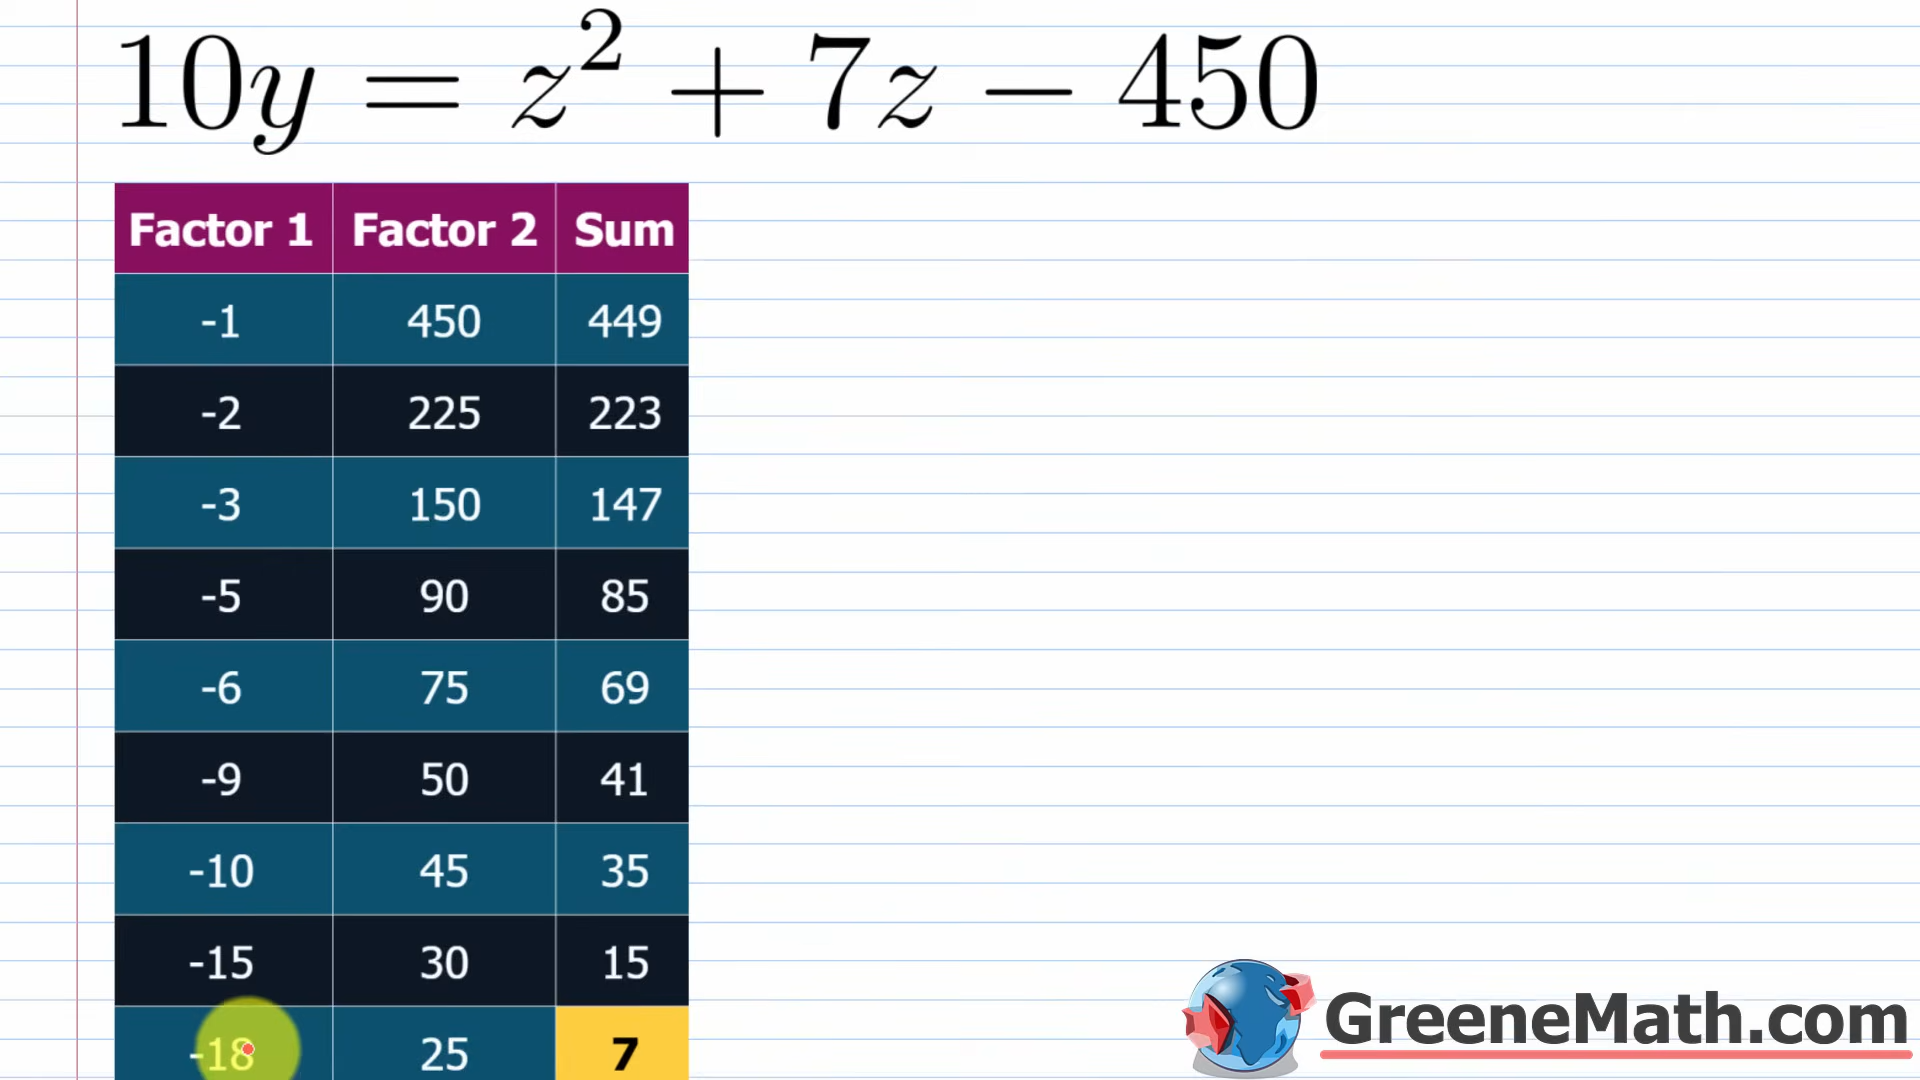 10y = z² + 7z − 450
Factor 1 Factor 2 Sum
-1 450 449
-2 225 223
-3 150 147
-5 90 85
-6 75 69
-9 50 41
-10 45 35
-15 30 15
-18 25 7
GreeneMath.com